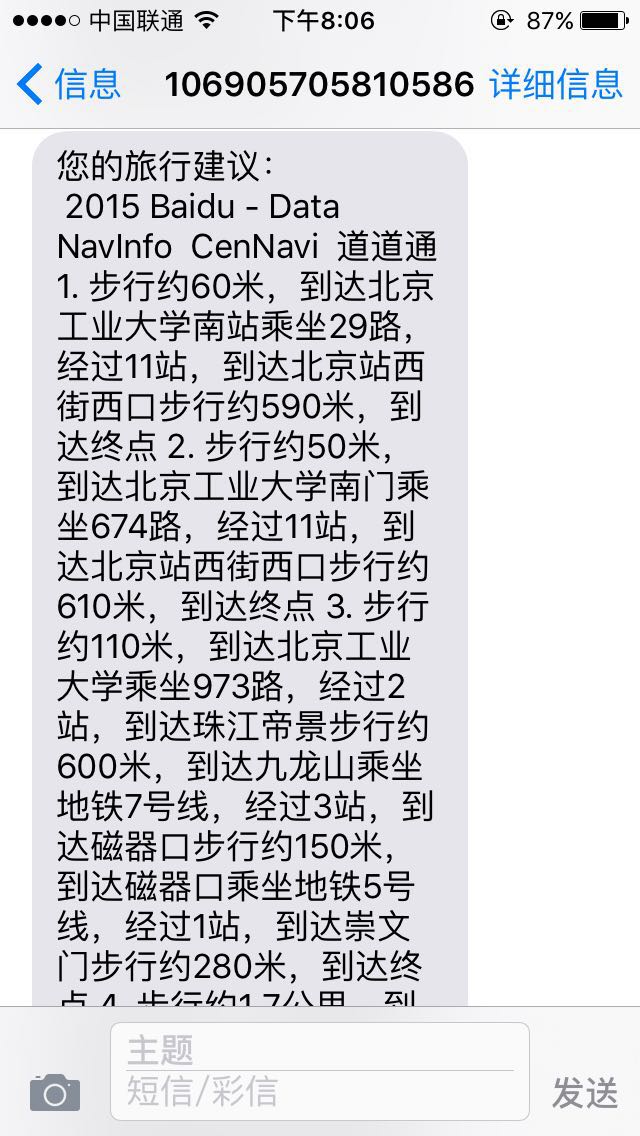 中国联通 下午8:06 87%
信息 106905705810586 详细信息
您的旅行建议：
2015 Baidu - Data
NavInfo CenNavi 道道通
1. 步行约60米，到达北京
工业大学南站乘坐29路，
经过11站，到达北京站西
街西口步行约590米，到
达终点 2. 步行约50米，
到达北京工业大学南门乘
坐674路，经过11站，到
达北京站西街西口步行约
610米，到达终点 3. 步行
约110米，到达北京工业
大学乘坐973路，经过2
站，到达珠江帝景步行约
600米，到达九龙山乘坐
地铁7号线，经过3站，到
达磁器口步行约150米，
到达磁器口乘坐地铁5号
线，经过1站，到达崇文
门步行约280米，到达终
点 4. 步行约1.7公里，到
主题
短信/彩信
发送